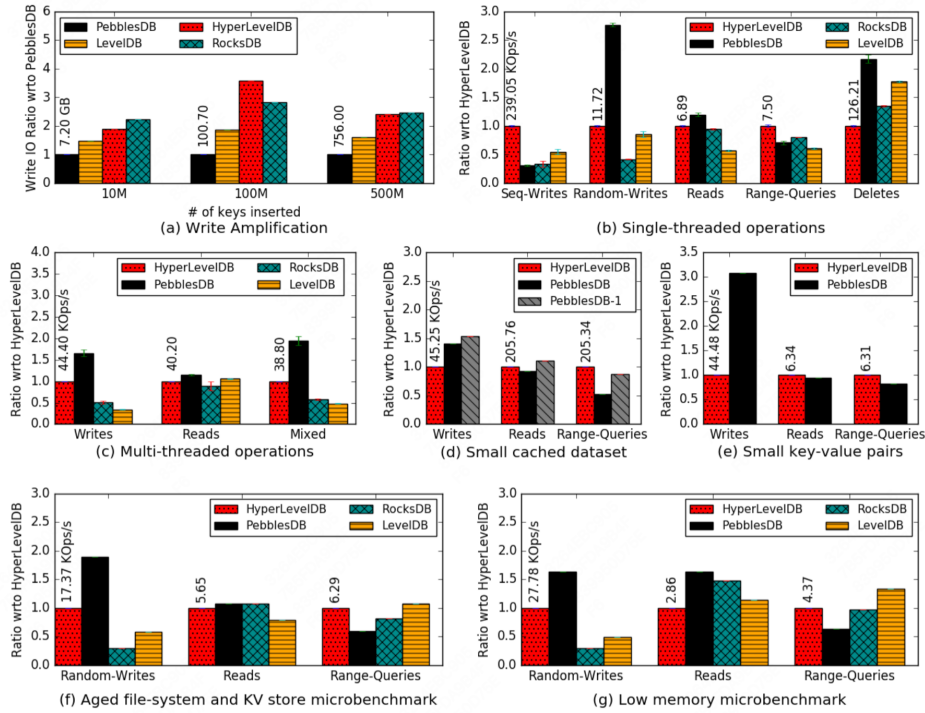 6
5
4
3
2
1
0
Write IO Ratio wrto PebblesDB
PebblesDB
LevelDB
HyperLevelDB
RocksDB
7.20 GB
100.70
756.00
10M
100M
500M
# of keys inserted
(a) Write Amplification
3.0
2.5
2.0
1.5
1.0
0.5
0.0
Ratio wrto HyperLevelDB
HyperLevelDB
PebblesDB
RocksDB
LevelDB
239.05 KOps/s
11.72
6.89
7.50
126.21
Seq-Writes
Random-Writes
Reads
Range-Queries
Deletes
(b) Single-threaded operations
4.0
3.5
3.0
2.5
2.0
1.5
1.0
0.5
0.0
Ratio wrto HyperLevelDB
HyperLevelDB
PebblesDB
RocksDB
LevelDB
44.40 KOps/s
40.20
38.80
Writes
Reads
Mixed
(c) Multi-threaded operations
3.0
2.5
2.0
1.5
1.0
0.5
0.0
Ratio wrto HyperLevelDB
HyperLevelDB
PebblesDB
PebblesDB-1
45.25 KOps/s
205.76
205.34
Writes
Reads
Range-Queries
(d) Small cached dataset
3.5
3.0
2.5
2.0
1.5
1.0
0.5
0.0
Ratio wrto HyperLevelDB
HyperLevelDB
PebblesDB
44.48 KOps/s
6.34
6.31
Writes
Reads
Range-Queries
(e) Small key-value pairs
3.0
2.5
2.0
1.5
1.0
0.5
0.0
Ratio wrto HyperLevelDB
HyperLevelDB
PebblesDB
RocksDB
LevelDB
17.37 KOps/s
5.65
6.29
Random-Writes
Reads
Range-Queries
(f) Aged file-system and KV store microbenchmark
3.0
2.5
2.0
1.5
1.0
0.5
0.0
Ratio wrto HyperLevelDB
HyperLevelDB
PebblesDB
RocksDB
LevelDB
27.78 KOps/s
2.86
4.37
Random-Writes
Reads
Range-Queries
(g) Low memory microbenchmark